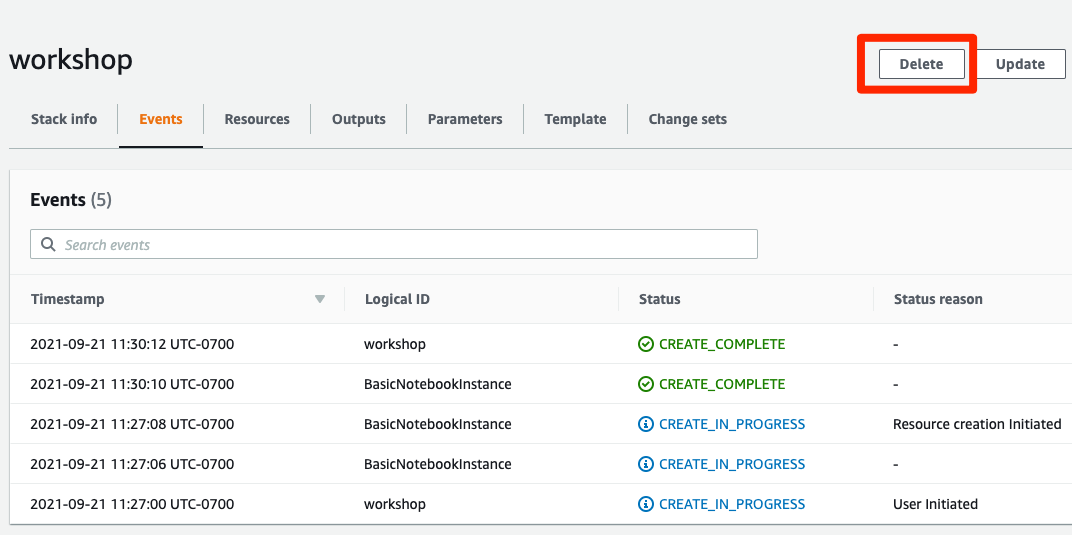 workshop
Delete Update
Stack info Events Resources Outputs Parameters Template Change sets
Events (5)
Search events
Timestamp Logical ID Status Status reason
2021-09-21 11:30:12 UTC-0700 workshop CREATE_COMPLETE -
2021-09-21 11:30:10 UTC-0700 BasicNotebookInstance CREATE_COMPLETE -
2021-09-21 11:27:08 UTC-0700 BasicNotebookInstance CREATE_IN_PROGRESS Resource creation Initiated
2021-09-21 11:27:06 UTC-0700 BasicNotebookInstance CREATE_IN_PROGRESS -
2021-09-21 11:27:00 UTC-0700 workshop CREATE_IN_PROGRESS User Initiated